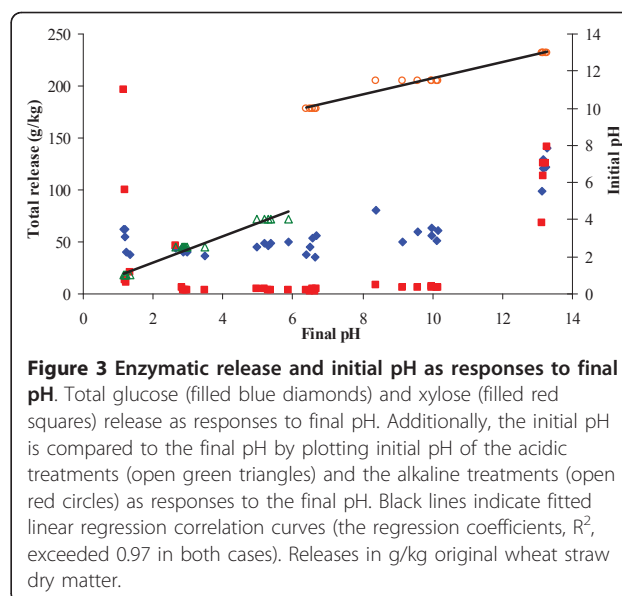 250
200
150
100
50
0
Total release (g/kg)
14
12
10
8
6
4
2
0
Initial pH
0 2 4 6 8 10 12 14
Final pH
Figure 3 Enzymatic release and initial pH as responses to final
pH. Total glucose (filled blue diamonds) and xylose (filled red
squares) release as responses to final pH. Additionally, the initial pH
is compared to the final pH by plotting initial pH of the acidic
treatments (open green triangles) and the alkaline treatments (open
red circles) as responses to the final pH. Black lines indicate fitted
linear regression correlation curves (the regression coefficients, R²,
exceeded 0.97 in both cases). Releases in g/kg original wheat straw
dry matter.